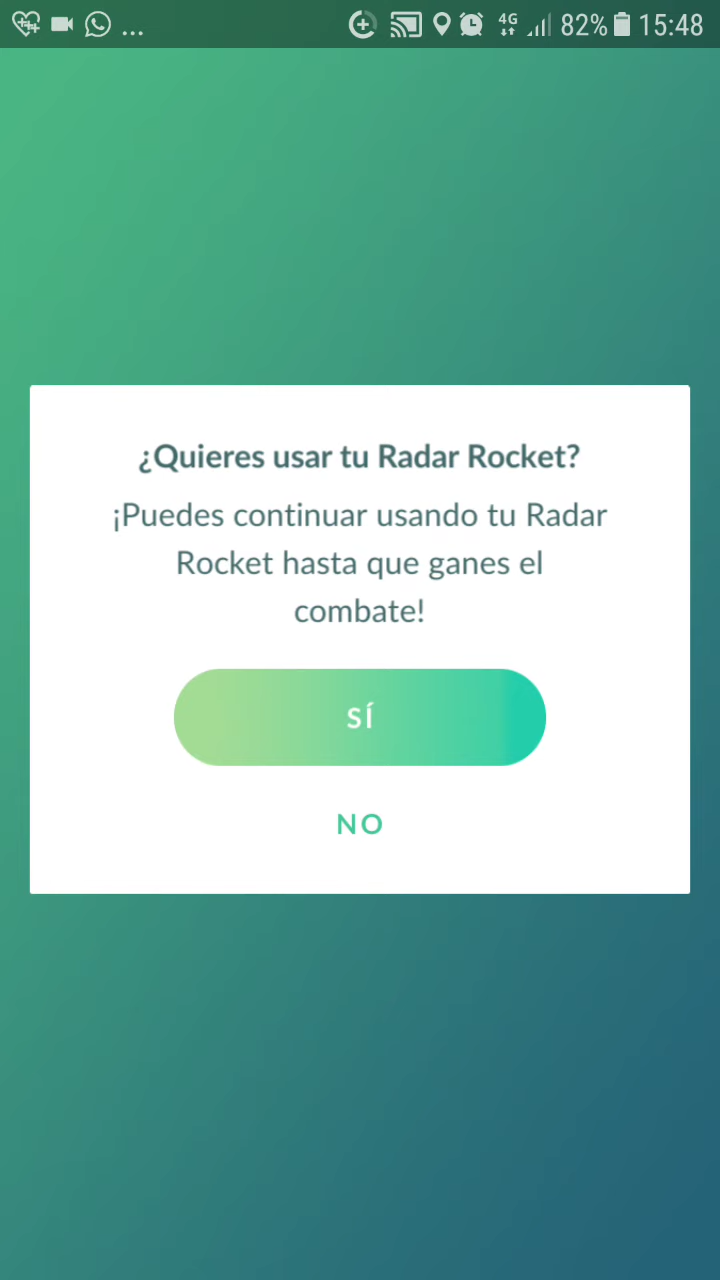 ... 4G 82% 15:48
¿Quieres usar tu Radar Rocket?
¡Puedes continuar usando tu Radar
Rocket hasta que ganes el
combate!
SÍ
NO